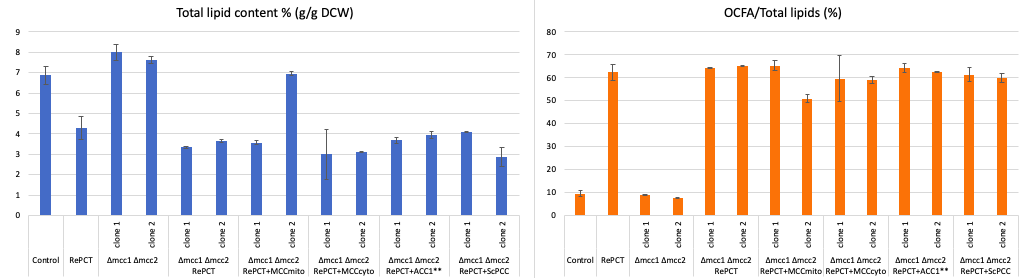 Total lipid content % (g/g DCW)
9
8
7
6
5
4
3
2
1
0
clone 1
clone 2
clone 1
clone 2
clone 1
clone 2
clone 1
clone 2
clone 1
clone 2
clone 1
clone 2
Control
RePCT
Δmcc1 Δmcc2
Δmcc1 Δmcc2
RePCT
Δmcc1 Δmcc2
RePCT+MCCmito
Δmcc1 Δmcc2
RePCT+MCCcyto
Δmcc1 Δmcc2
RePCT+ACC1**
Δmcc1 Δmcc2
RePCT+ScPCC
OCFA/Total lipids (%)
80
70
60
50
40
30
20
10
0
clone 1
clone 2
clone 1
clone 2
clone 1
clone 2
clone 1
clone 2
clone 1
clone 2
clone 1
clone 2
Control
RePCT
Δmcc1 Δmcc2
Δmcc1 Δmcc2
RePCT
Δmcc1 Δmcc2
RePCT+MCCmito
Δmcc1 Δmcc2
RePCT+MCCcyto
Δmcc1 Δmcc2
RePCT+ACC1**
Δmcc1 Δmcc2
RePCT+ScPCC